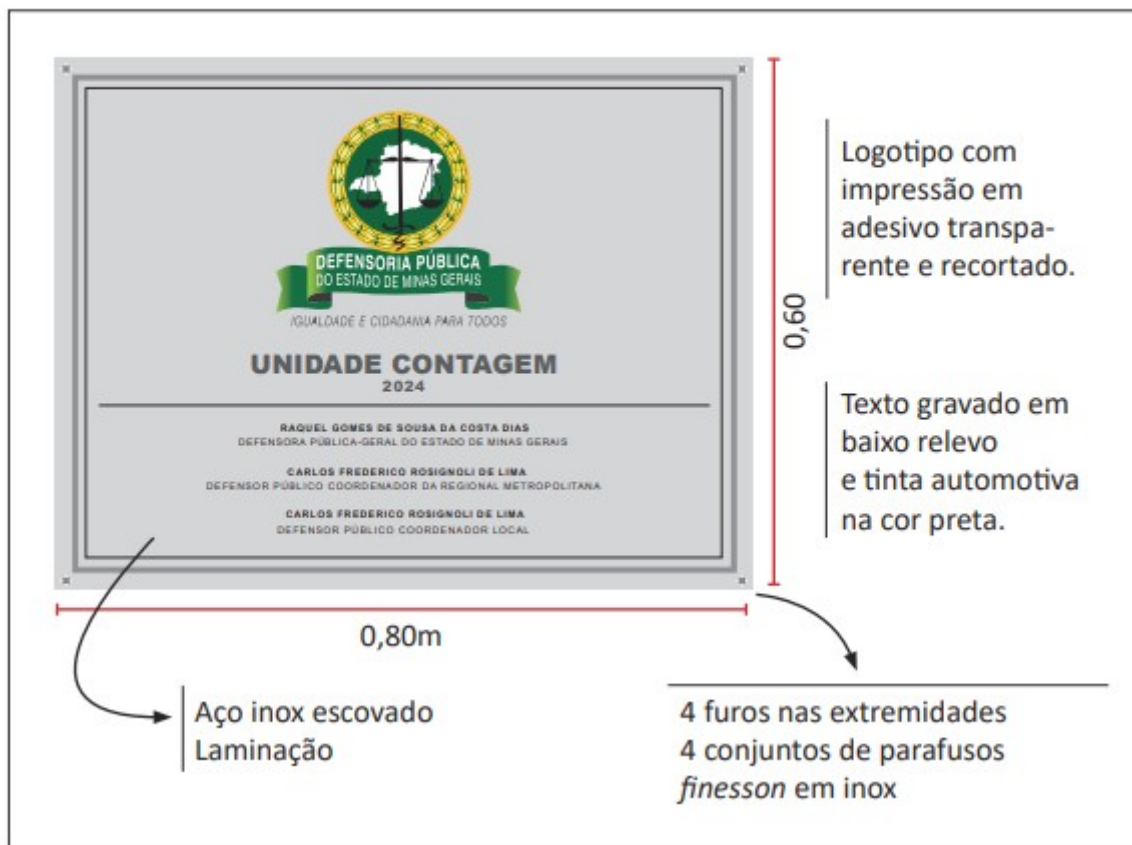 DEFENSORIA PÚBLICA
DO ESTADO DE MINAS GERAIS
IGUALDADE E CIDADANIA PARA TODOS
UNIDADE CONTAGEM
2024
RAQUEL GOMES DE SOUSA DA COSTA DIAS
DEFENSORA PÚBLICA-GERAL DO ESTADO DE MINAS GERAIS
CARLOS FREDERICO ROSIGNOLI DE LIMA
DEFENSOR PÚBLICO COORDENADOR DA REGIONAL METROPOLITANA
CARLOS FREDERICO ROSIGNOLI DE LIMA
DEFENSOR PÚBLICO COORDENADOR LOCAL
0,60
0,80m
Logotipo com
impressão em
adesivo transpa-
rente e recortado.
Texto gravado em
baixo relevo
e tinta automotiva
na cor preta.
Aço inox escovado
Laminação
4 furos nas extremidades
4 conjuntos de parafusos
finesson em inox